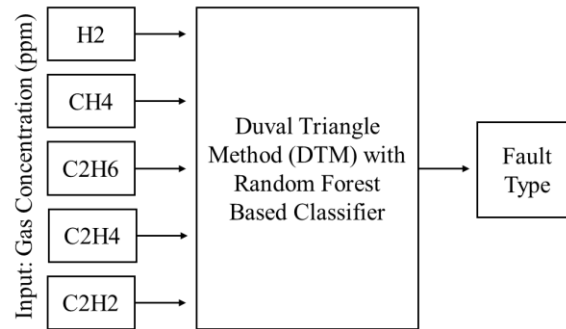 Input: Gas Concentration (ppm)
H2
CH4
C2H6
C2H4
C2H2
Duval Triangle
Method (DTM) with
Random Forest
Based Classifier
Fault
Type